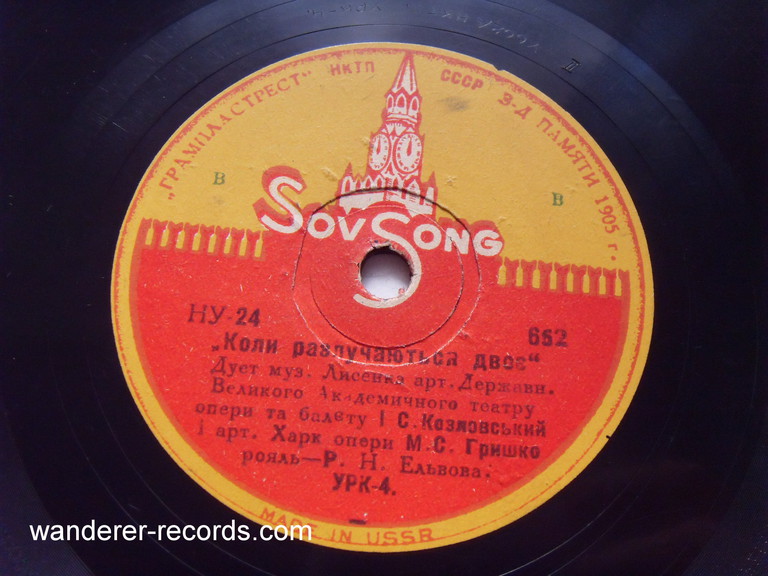 "ГРАМПЛАСТРЕСТ" НКТП СССР З-Д ПАМЯТИ 1905 г.
В В
SOVSONG
НУ-24 652
„Коли разлучаються двоє"
Дует муз. Лисенка арт. Державн.
Великого Академичного театру
опери та балету І С. Козловський
і арт. Харк опери М.С. Гришко
рояль—Р. Н. Ельвова.
УРК-4.
MADE IN USSR
wanderer-records.com